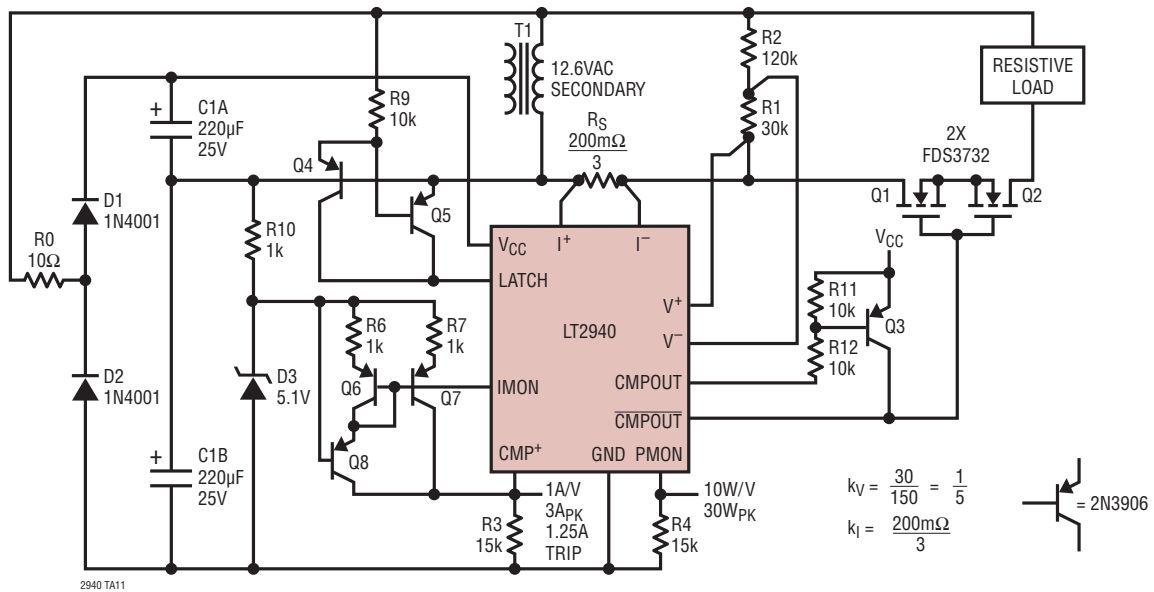 T1
12.6VAC
SECONDARY
R2
120k
R1
30k
RESISTIVE
LOAD
C1A
220µF
25V
+
R9
10k
RS
200mΩ
3
2X
FDS3732
Q4
Q5
Q1
Q2
D1
1N4001
R10
1k
R0
10Ω
VCC
I+
I−
LATCH
V+
V−
LT2940
CMPOUT
CMPOUT
IMON
CMP+
GND
PMON
VCC
R11
10k
Q3
R12
10k
R6
1k
R7
1k
D2
1N4001
D3
5.1V
Q6
Q7
Q8
C1B
220µF
25V
+
1A/V
3APK
1.25A
TRIP
R3
15k
10W/V
30WPK
R4
15k
kV = 30/150 = 1/5
kI = 200mΩ/3
= 2N3906
2940 TA11